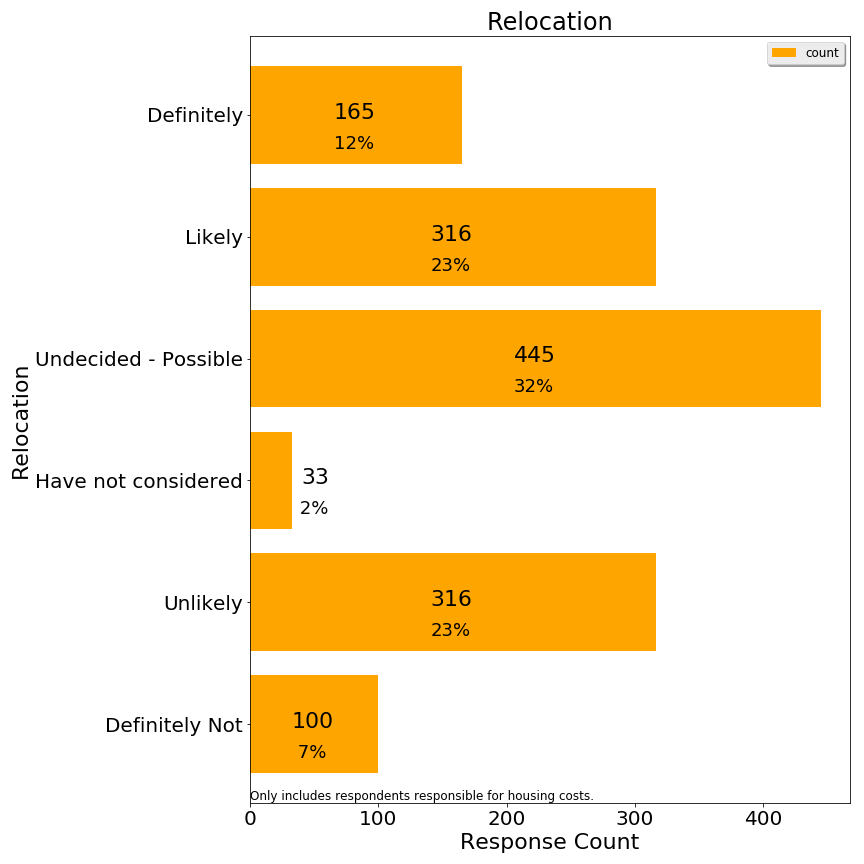 Relocation
count
Definitely
165
12%
Likely
316
23%
Undecided - Possible
445
32%
Relocation
Have not considered
33
2%
Unlikely
316
23%
Definitely Not
100
7%
Only includes respondents responsible for housing costs.
0 100 200 300 400
Response Count